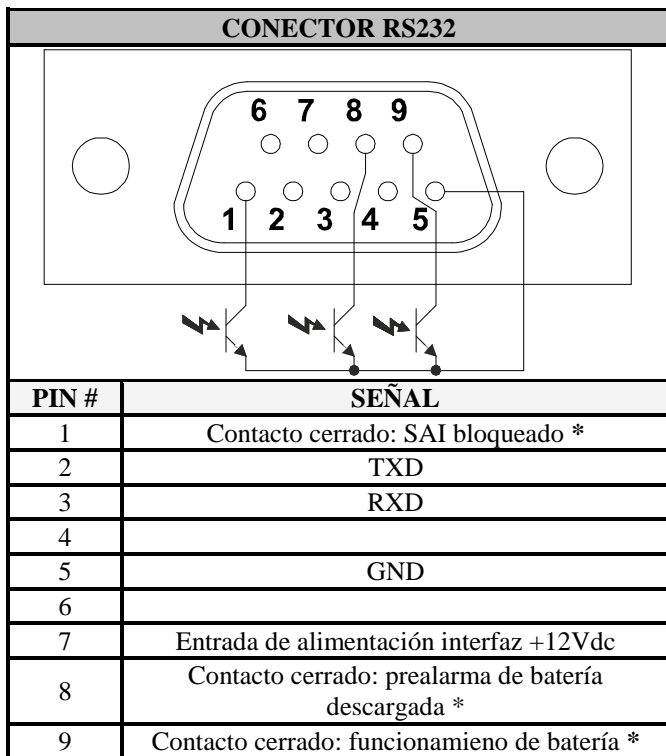 CONECTOR RS232
6 7 8 9
1 2 3 4 5
PIN # SEÑAL
1 Contacto cerrado: SAI bloqueado *
2 TXD
3 RXD
4
5 GND
6
7 Entrada de alimentación interfaz +12Vdc
8 Contacto cerrado: prealarma de batería
descargada *
9 Contacto cerrado: funcionamieno de batería *